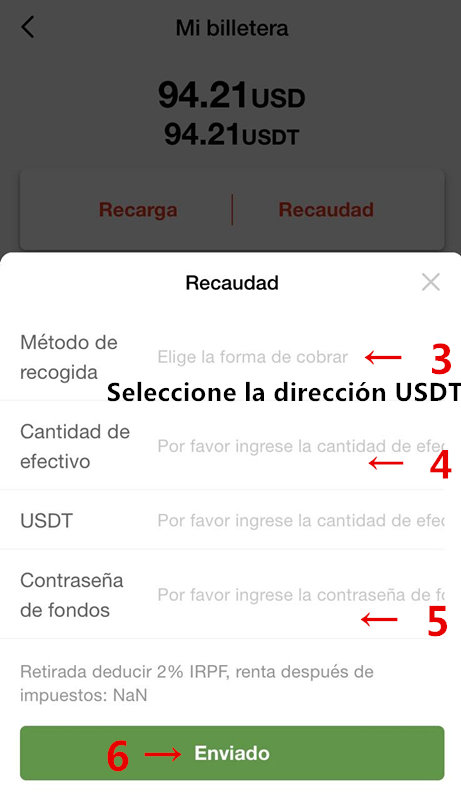 Mi billetera
94.21USD
94.21USDT
Recarga | Recaudad
Recaudad
Método de recogida
Elige la forma de cobrar
← 3
Seleccione la dirección USDT
Cantidad de efectivo
Por favor ingrese la cantidad de efec
← 4
USDT
Por favor ingrese la cantidad de efec
Contraseña de fondos
Por favor ingrese la contraseña de fo
← 5
Retirada deducir 2% IRPF, renta después de
impuestos: NaN
6 → Enviado